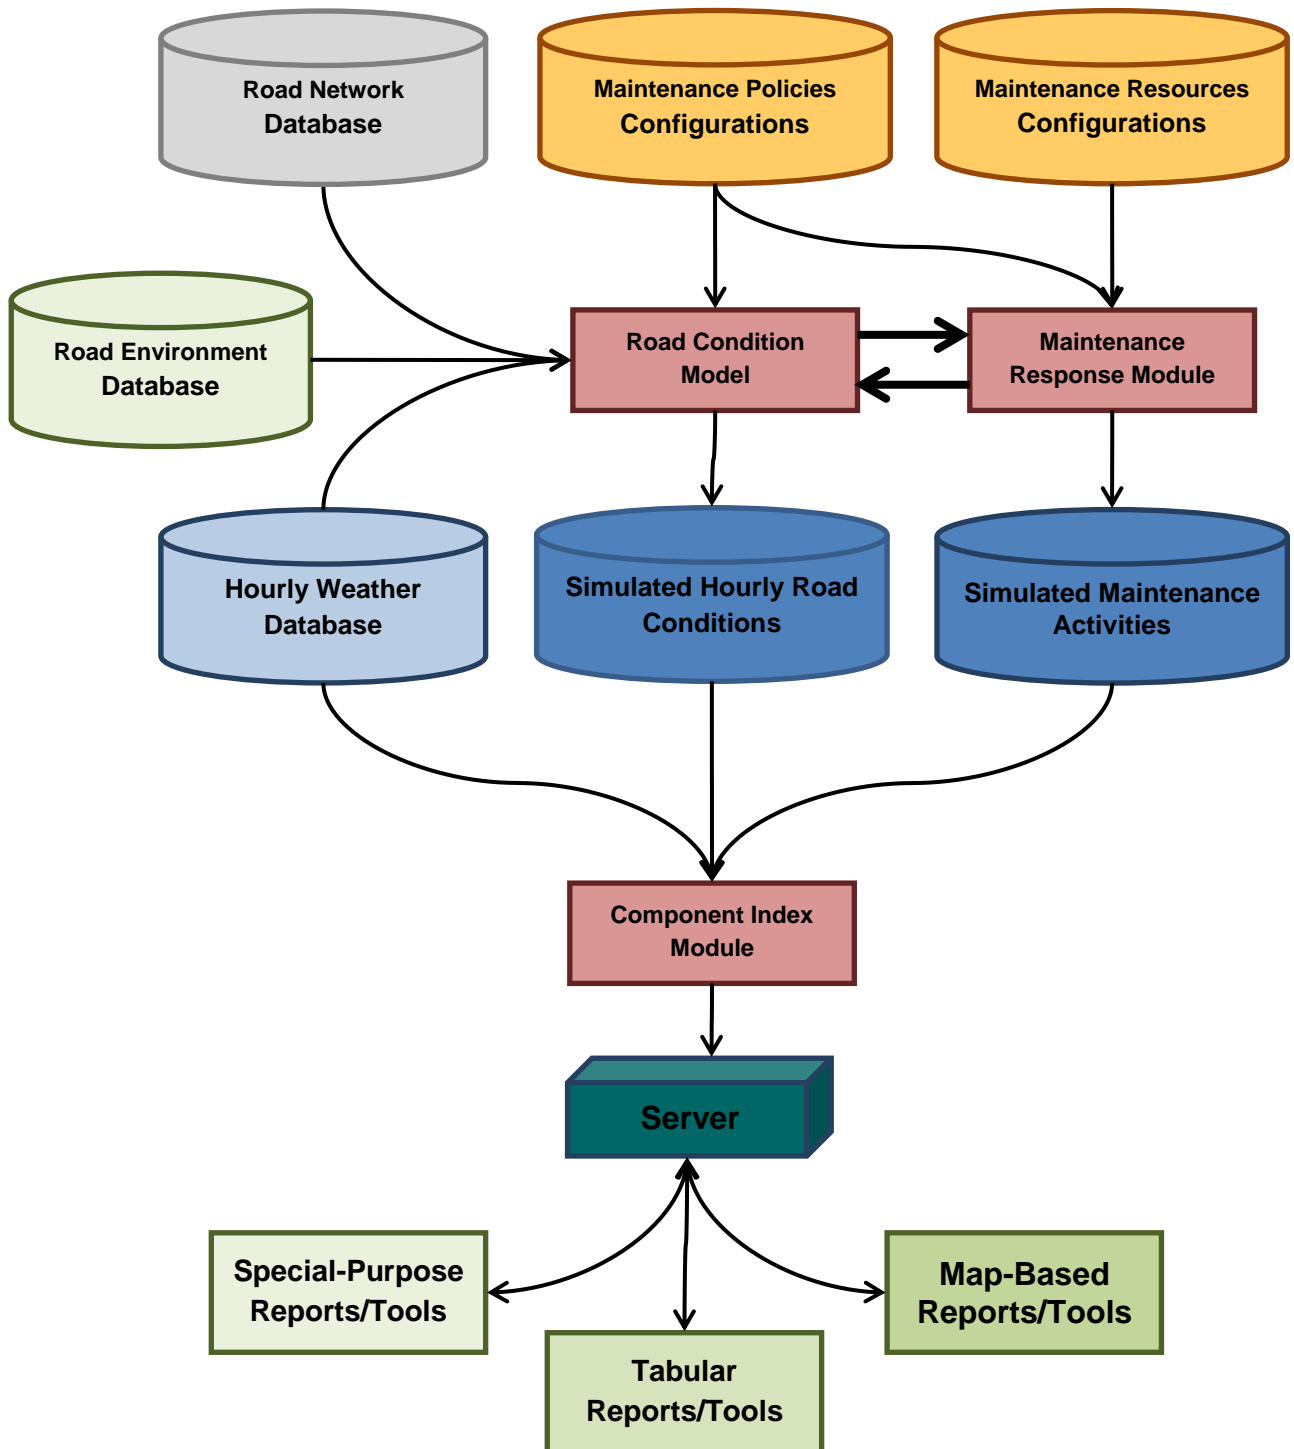 Road Network
Database
Maintenance Policies
Configurations
Maintenance Resources
Configurations
Road Environment
Database
Road Condition
Model
Maintenance
Response Module
Hourly Weather
Database
Simulated Hourly Road
Conditions
Simulated Maintenance
Activities
Component Index
Module
Server
Special-Purpose
Reports/Tools
Map-Based
Reports/Tools
Tabular
Reports/Tools